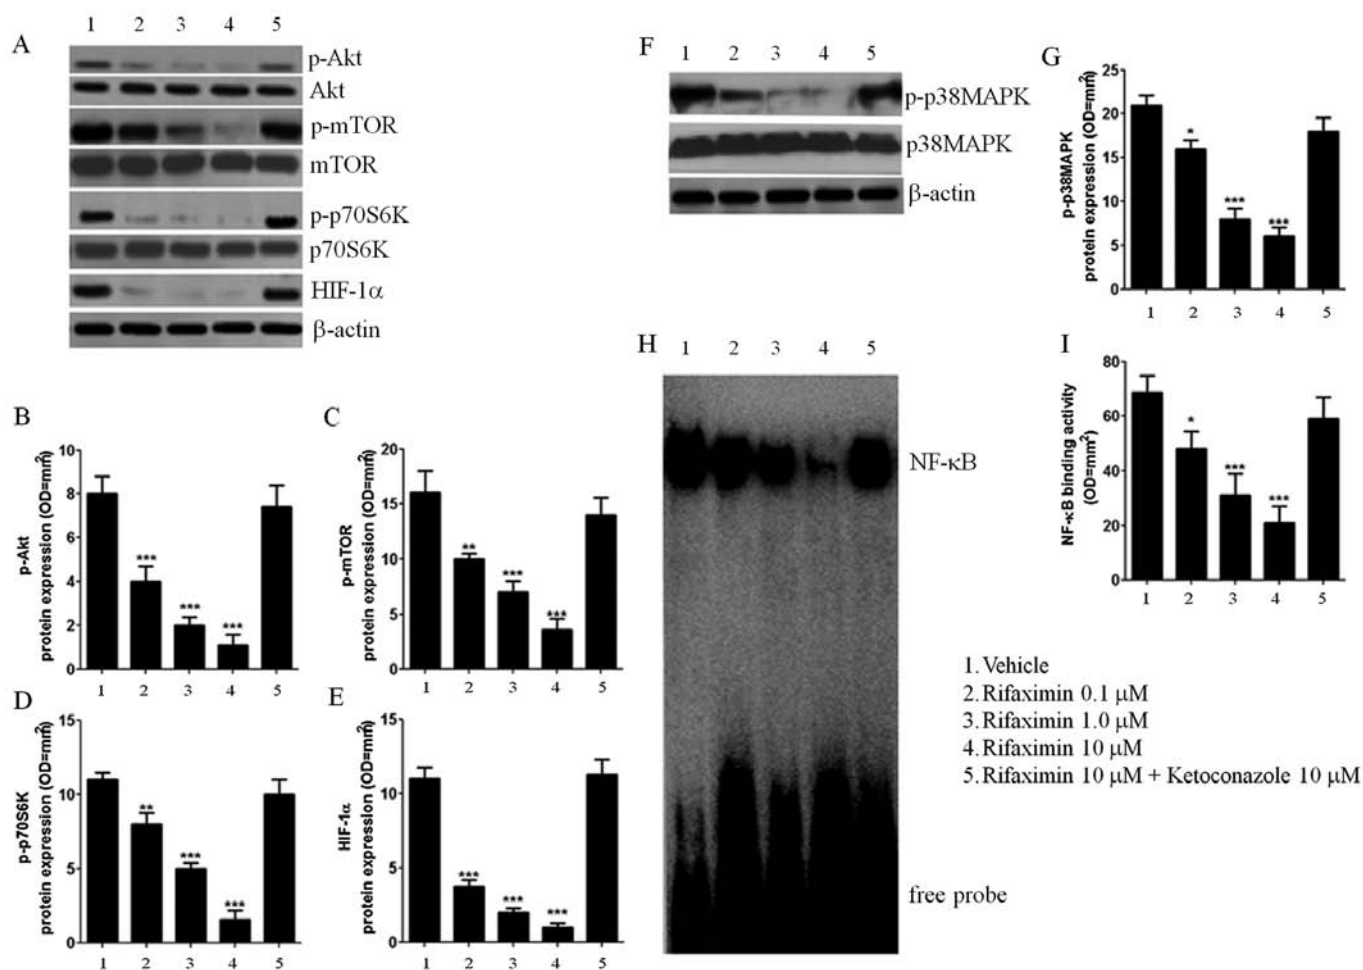 A
1 2 3 4 5
p-Akt
Akt
p-mTOR
mTOR
p-p70S6K
p70S6K
HIF-1α
β-actin
F
1 2 3 4 5
p-p38MAPK
p38MAPK
β-actin
G
p-p38MAPK
protein expression (OD=mm²)
25
20
15
10
5
0
*
***
***
1 2 3 4 5
B
p-Akt
protein expression (OD=mm²)
10
8
6
4
2
0
***
***
***
1 2 3 4 5
C
p-mTOR
protein expression (OD=mm²)
20
15
10
5
0
**
***
***
1 2 3 4 5
D
p-p70S6K
protein expression (OD=mm²)
15
10
5
0
**
***
***
1 2 3 4 5
E
HIF-1α
protein expression (OD=mm²)
15
10
5
0
***
***
***
1 2 3 4 5
H
1 2 3 4 5
NF-κB
free probe
I
NF-κB binding activity
(OD=mm²)
80
60
40
20
0
*
***
***
1 2 3 4 5
1. Vehicle
2. Rifaximin 0.1 μM
3. Rifaximin 1.0 μM
4. Rifaximin 10 μM
5. Rifaximin 10 μM + Ketoconazole 10 μM